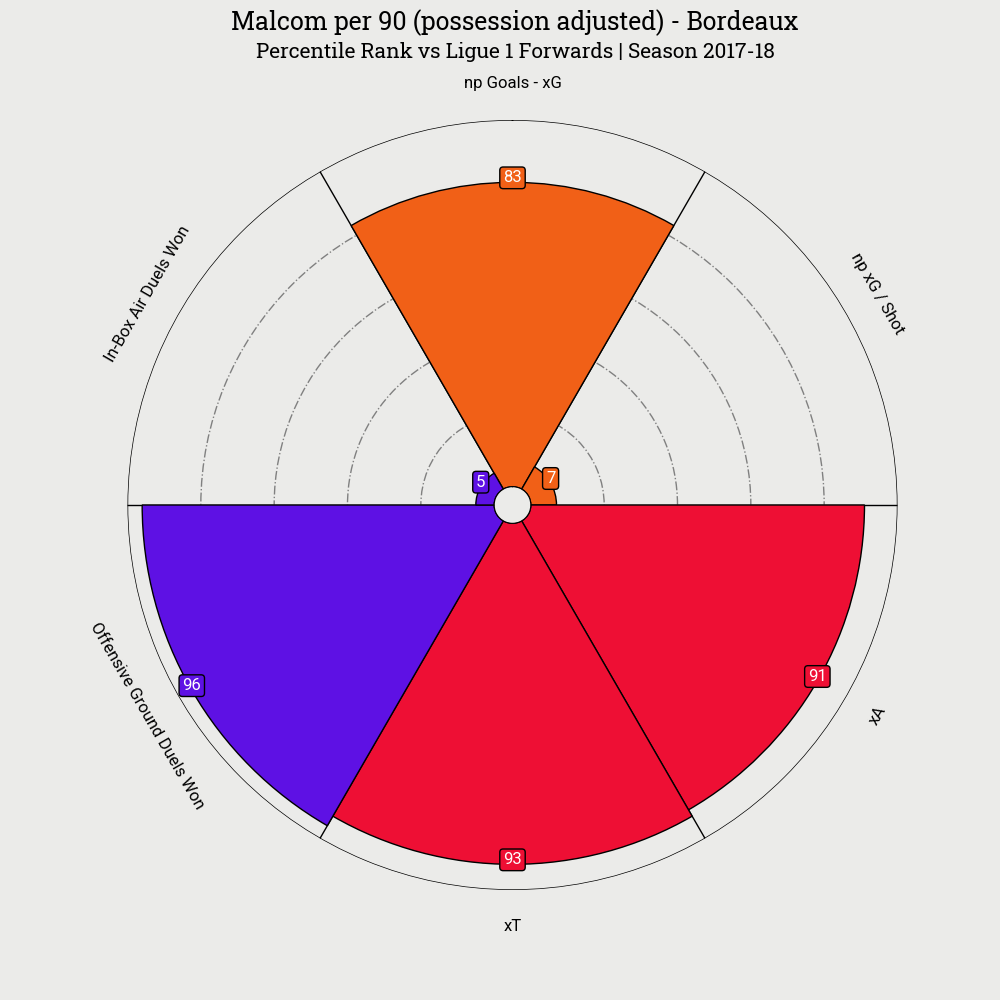 Malcom per 90 (possession adjusted) - Bordeaux
Percentile Rank vs Ligue 1 Forwards | Season 2017-18
np Goals - xG
83
In-Box Air Duels Won
np xG / Shot
5
7
Offensive Ground Duels Won
96
91
xA
93
xT